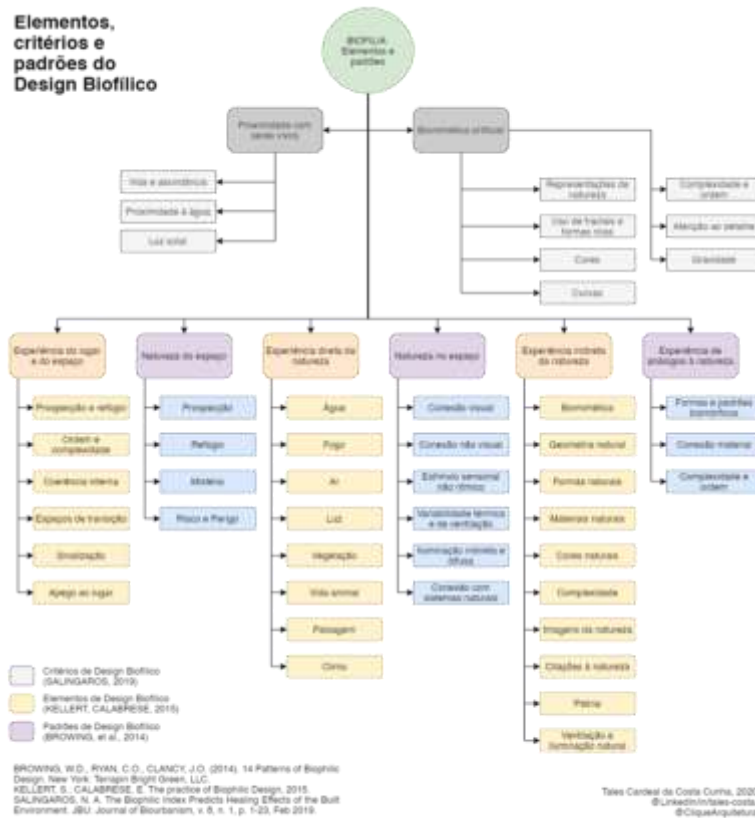 Elementos,
critérios e
padrões do
Design Biofílico
BIOFILIA:
Elementos e
padrões
Proximidade com
seres vivos
Biomimética artificial
Vida e assistência
Proximidade à água
Luz solar
Representações de
natureza
Uso de fractais e
formas vivas
Cores
Curvas
Complexidade e
ordem
Atenção ao detalhe
Gravidade
Experiência do lugar
e do espaço
Prospecção e refúgio
Ordem e
complexidade
Coerência interna
Espaços de transição
Sinalização
Apego ao lugar
Natureza do espaço
Prospecção
Refúgio
Mistério
Risco e Perigo
Experiência direta da
natureza
Água
Fogo
Ar
Luz
Vegetação
Vida animal
Paisagem
Clima
Natureza no espaço
Conexão visual
Conexão não visual
Estímulo sensorial
não rítmico
Variabilidade térmica
e da ventilação
Iluminação indireta e
difusa
Conexão com
sistemas naturais
Experiência indireta
da natureza
Biomimética
Geometria natural
Formas naturais
Materiais naturais
Cores naturais
Complexidade
Imagens da natureza
Citações à natureza
Pátina
Ventilação e
iluminação natural
Experiência de
análogos à natureza
Formas e padrões
biomórficos
Conexão material
Complexidade e
ordem
Critérios de Design Biofílico
(SALINGAROS, 2019)
Elementos de Design Biofílico
(KELLERT, CALABRESE, 2015)
Padrões de Design Biofílico
(BROWING, et al., 2014)
BROWING, W.D., RYAN, C.O., CLANCY, J.O. (2014). 14 Patterns of Biophilic
Design. New York: Terrapin Bright Green, LLC.
KELLERT, S., CALABRESE, E. The practice of Biophilic Design, 2015.
SALINGAROS, N. A. The Biophilic Index Predicts Healing Effects of the Built
Environment. JBU: Journal of Biourbanism, v. 8, n. 1, p. 1-23, Feb 2019.
Tales Cardeal da Costa Cunha, 2020
@LinkedIn/in/tales-costa
@CliqueArquitetura